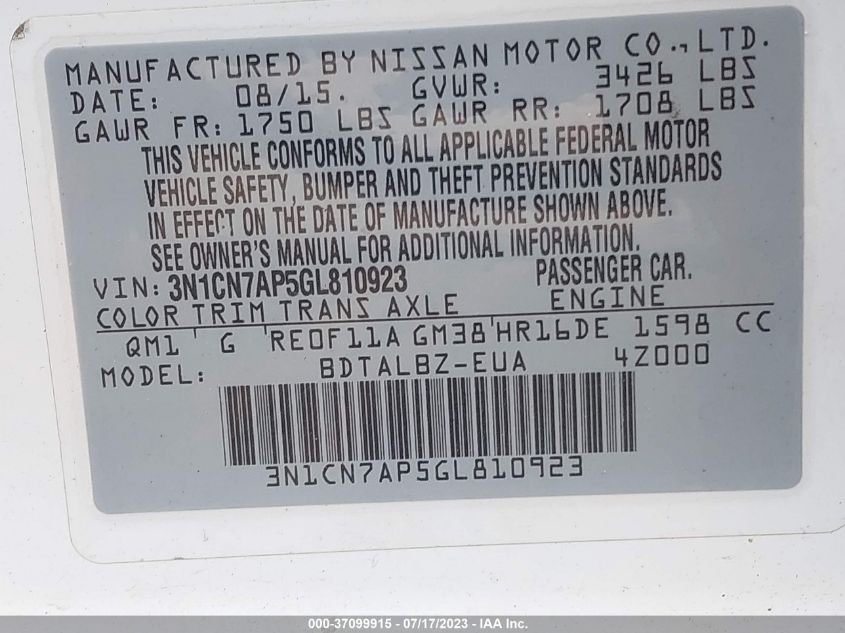 MANUFACTURED BY NISSAN MOTOR CO., LTD.
DATE: 08/15. GVWR: 3426 LBS
GAWR FR: 1750 LBS GAWR RR: 1708 LBS
THIS VEHICLE CONFORMS TO ALL APPLICABLE FEDERAL MOTOR
VEHICLE SAFETY, BUMPER AND THEFT PREVENTION STANDARDS
IN EFFECT ON THE DATE OF MANUFACTURE SHOWN ABOVE.
SEE OWNER'S MANUAL FOR ADDITIONAL INFORMATION.
VIN: 3N1CN7AP5GL810923 PASSENGER CAR.
COLOR TRIM TRANS AXLE ENGINE
QM1 ' G 'RE0F11A GM38'HR16DE 1598 CC
MODEL: BDTALBZ-EUA 4Z000
3N1CN7AP5GL810923
000-37099915 - 07/17/2023 - IAA Inc.